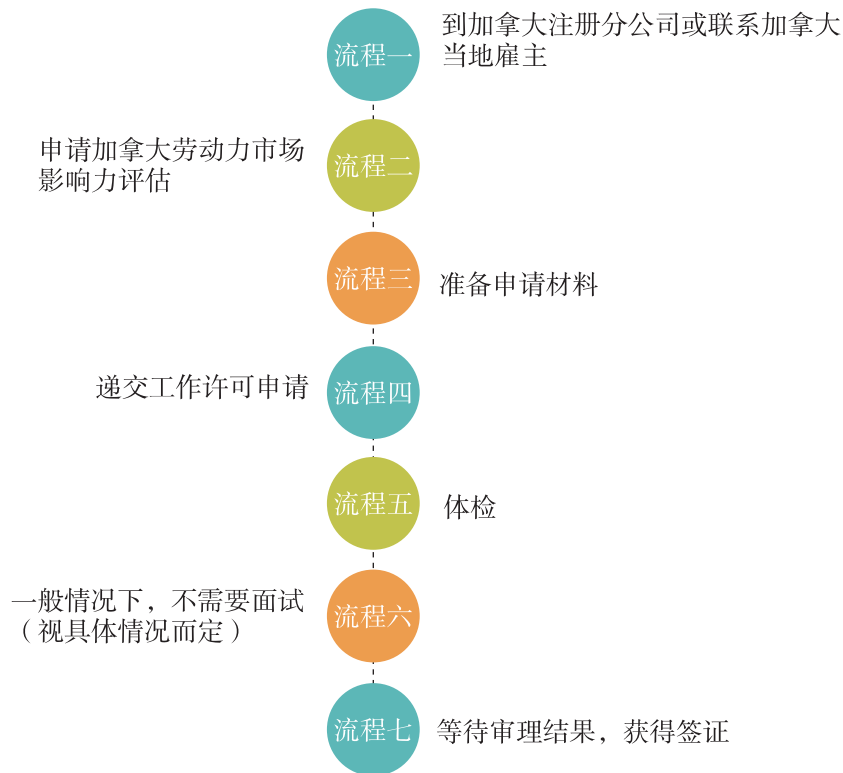 流程一
到加拿大注册分公司或联系加拿大
当地雇主
申请加拿大劳动力市场
影响力评估
流程二
流程三
准备申请材料
递交工作许可申请
流程四
流程五
体检
一般情况下，不需要面试
（视具体情况而定）
流程六
流程七
等待审理结果，获得签证